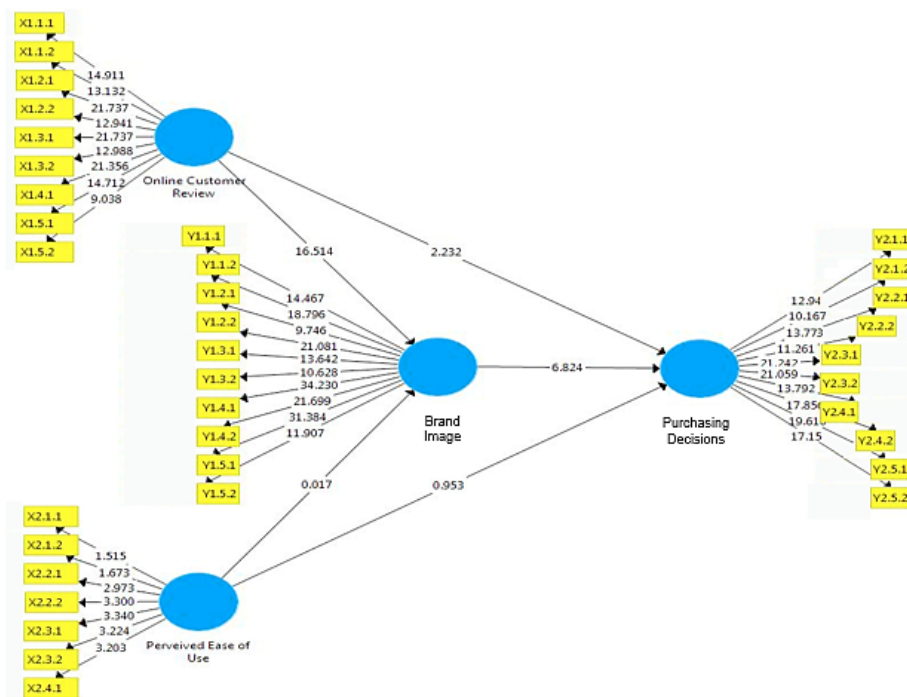 X1.1.1
X1.1.2
X1.2.1
X1.2.2
X1.3.1
X1.3.2
X1.4.1
X1.5.1
X1.5.2
14.911
13.132
21.737
12.941
21.737
12.988
21.356
14.712
9.038
Online Customer
Review
16.514
2.232
Y1.1.1
Y1.1.2
Y1.2.1
Y1.2.2
Y1.3.1
Y1.3.2
Y1.4.1
Y1.4.2
Y1.5.1
Y1.5.2
14.467
18.796
9.746
21.081
13.642
10.628
34.230
21.699
31.384
11.907
Brand
Image
6.824
0.017
0.953
Purchasing
Decisions
12.94
10.167
13.773
11.261
21.242
21.059
13.792
17.856
19.616
17.15
Y2.1.1
Y2.1.2
Y2.2.1
Y2.2.2
Y2.3.1
Y2.3.2
Y2.4.1
Y2.4.2
Y2.5.1
Y2.5.2
X2.1.1
X2.1.2
X2.2.1
X2.2.2
X2.3.1
X2.3.2
X2.4.1
1.515
1.673
2.973
3.300
3.340
3.224
3.203
Perveived Ease of
Use